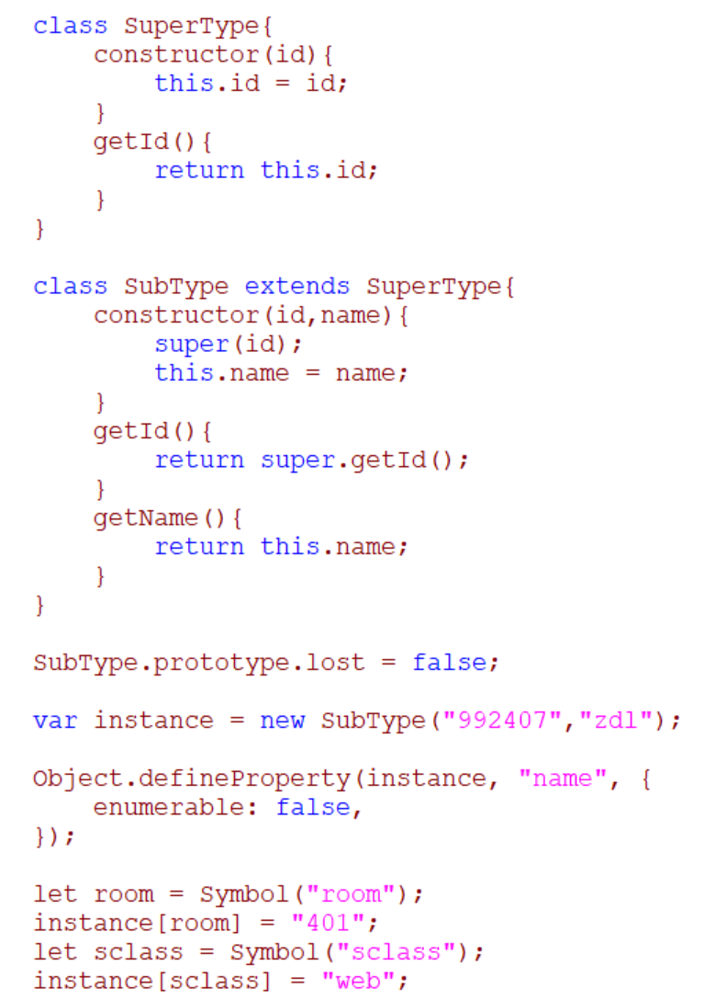 class SuperType{
    constructor(id){
        this.id = id;
    }
    getId(){
        return this.id;
    }
}
class SubType extends SuperType{
    constructor(id,name){
        super(id);
        this.name = name;
    }
    getId(){
        return super.getId();
    }
    getName(){
        return this.name;
    }
}
SubType.prototype.lost = false;
var instance = new SubType("992407","zdl");
Object.defineProperty(instance, "name", {
    enumerable: false,
});
let room = Symbol("room");
instance[room] = "401";
let sclass = Symbol("sclass");
instance[sclass] = "web";